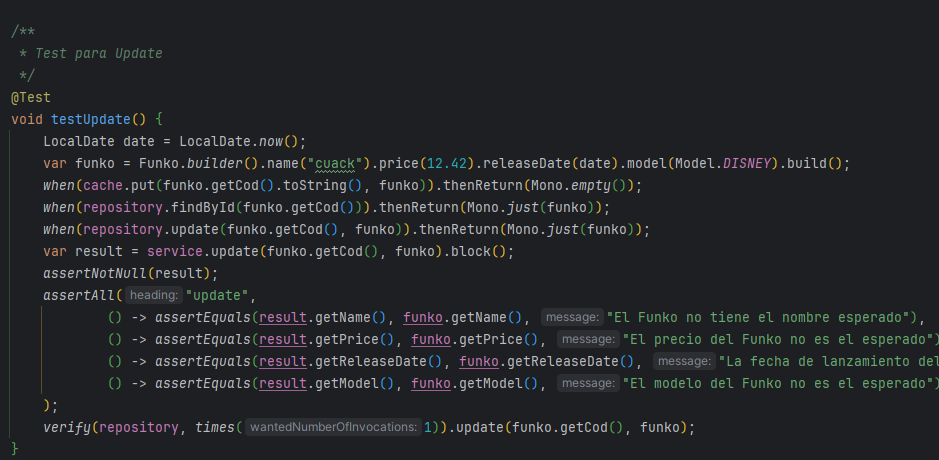 /**
 * Test para Update
 */
@Test
void testUpdate() {
    LocalDate date = LocalDate.now();
    var funko = Funko.builder().name("cuack").price(12.42).releaseDate(date).model(Model.DISNEY).build();
    when(cache.put(funko.getCod().toString(), funko)).thenReturn(Mono.empty());
    when(repository.findById(funko.getCod())).thenReturn(Mono.just(funko));
    when(repository.update(funko.getCod(), funko)).thenReturn(Mono.just(funko));
    var result = service.update(funko.getCod(), funko).block();
    assertNotNull(result);
    assertAll( heading: "update",
            () -> assertEquals(result.getName(), funko.getName(), message: "El Funko no tiene el nombre esperado"),
            () -> assertEquals(result.getPrice(), funko.getPrice(), message: "El precio del Funko no es el esperado")
            () -> assertEquals(result.getReleaseDate(), funko.getReleaseDate(), message: "La fecha de lanzamiento del
            () -> assertEquals(result.getModel(), funko.getModel(), message: "El modelo del Funko no es el esperado")
    );
    verify(repository, times( wantedNumberOfInvocations: 1)).update(funko.getCod(), funko);
}